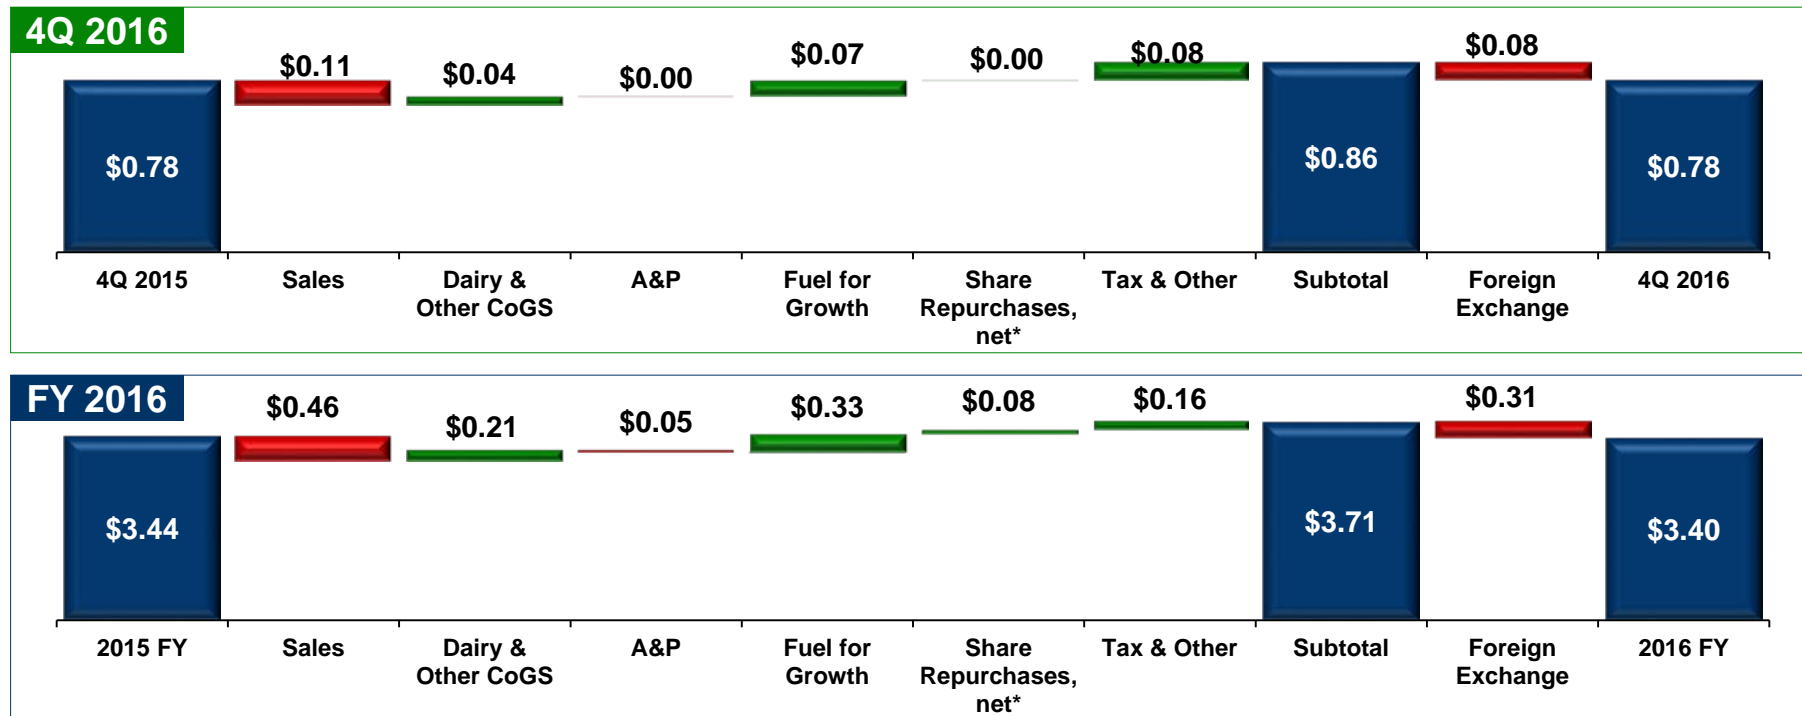 4Q 2016
$0.11
$0.04
$0.00
$0.07
$0.00
$0.08
$0.08
$0.78
$0.86
$0.78
4Q 2015
Sales
Dairy &
Other CoGS
A&P
Fuel for
Growth
Share
Repurchases,
net*
Tax & Other
Subtotal
Foreign
Exchange
4Q 2016
FY 2016
$0.46
$0.21
$0.05
$0.33
$0.08
$0.16
$0.31
$3.44
$3.71
$3.40
2015 FY
Sales
Dairy &
Other CoGS
A&P
Fuel for
Growth
Share
Repurchases,
net*
Tax & Other
Subtotal
Foreign
Exchange
2016 FY